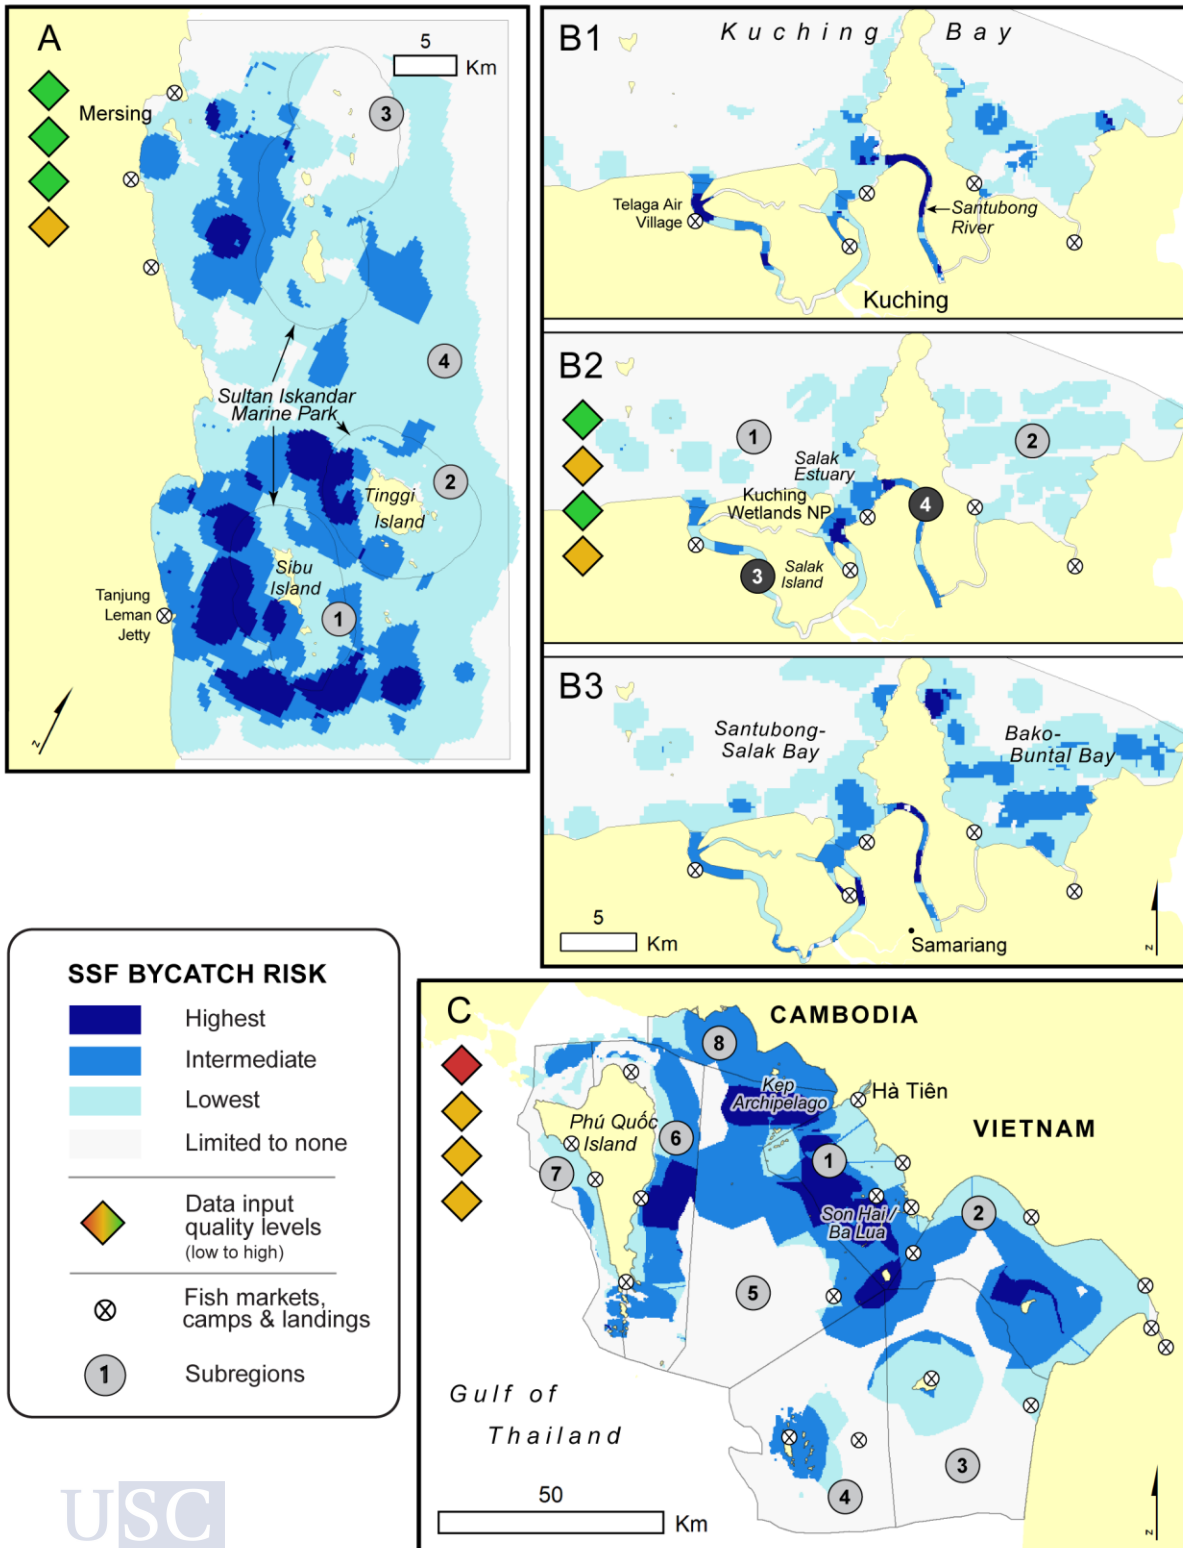 A
5
Km
Mersing
3
4
Sultan Iskandar
Marine Park
2
Tinggi
Island
Sibu
Island
Tanjung
Leman
Jetty
1
N
B1
Kuching Bay
Telaga Air
Village
Santubong
River
Kuching
B2
1
2
Salak
Estuary
Kuching
Wetlands NP
4
3
Salak
Island
B3
Santubong-
Salak Bay
Bako-
Buntal Bay
5
Km
Samariang
N
SSF BYCATCH RISK
Highest
Intermediate
Lowest
Limited to none
Data input
quality levels
(low to high)
Fish markets,
camps & landings
1
Subregions
C
CAMBODIA
8
Kep
Archipelago
Hà Tiên
Phú Quốc
Island
6
VIETNAM
7
1
Son Hai /
Ba Lua
2
5
Gulf of
Thailand
3
4
50
Km
N
USC